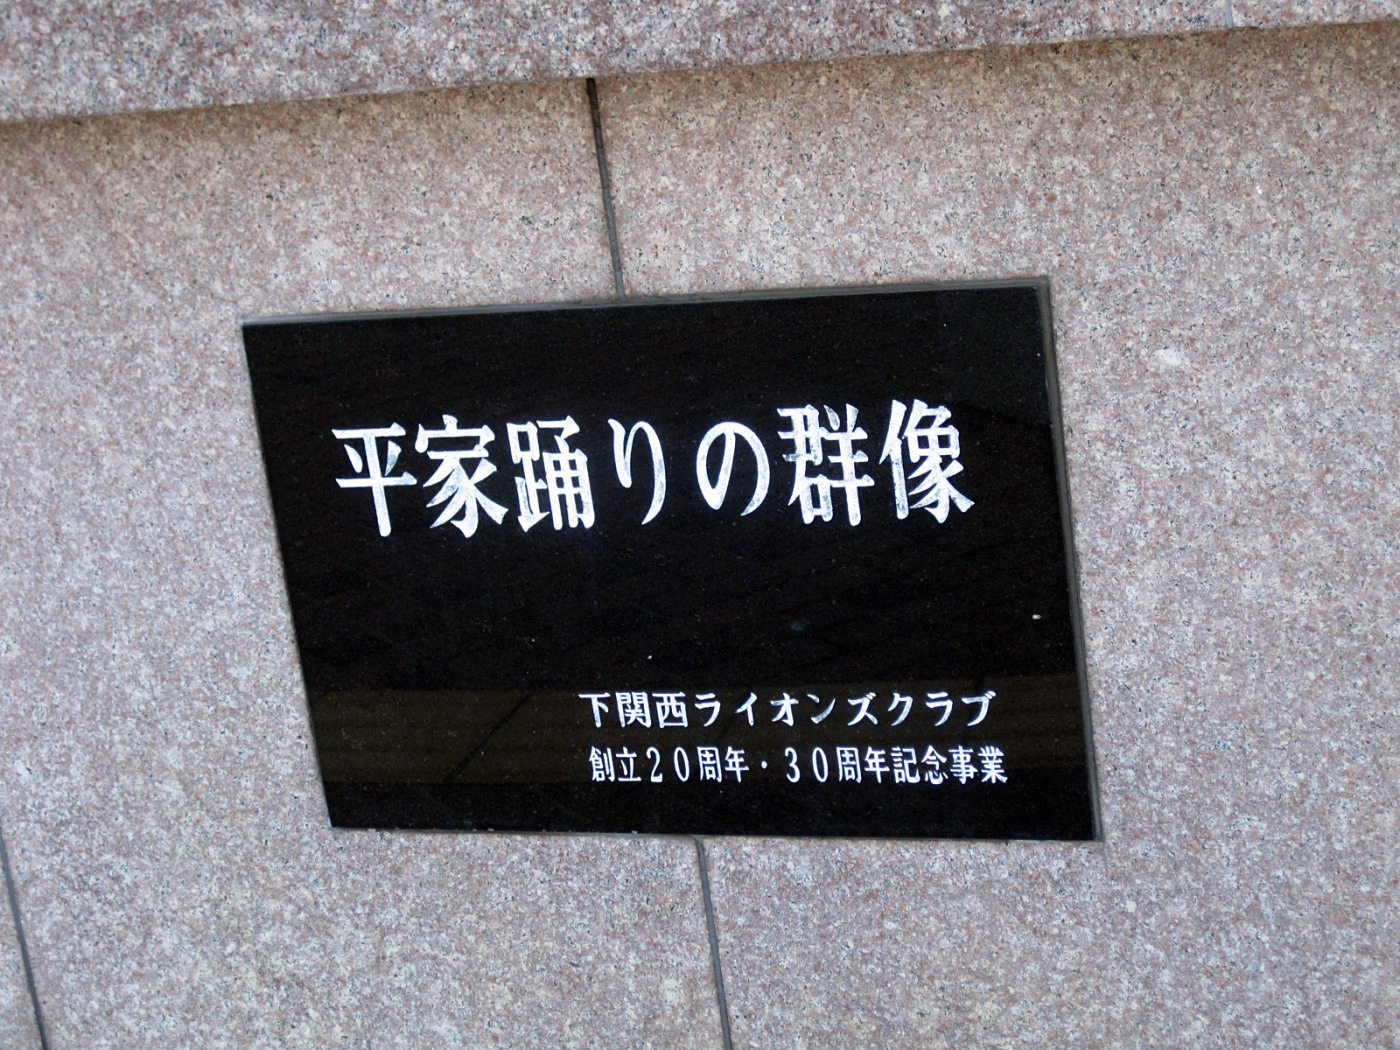 平家踊りの群像
下関西ライオンズクラブ
創立２０周年・３０周年記念事業